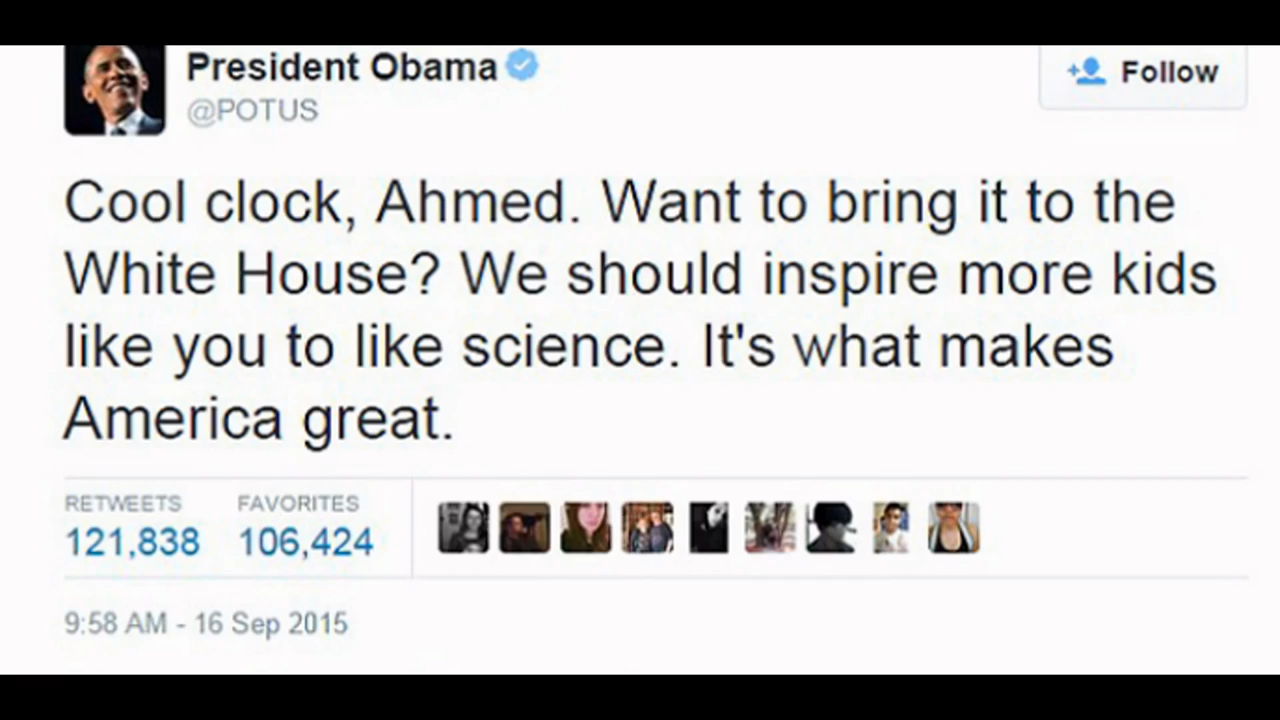 President Obama
@POTUS
Follow
Cool clock, Ahmed. Want to bring it to the
White House? We should inspire more kids
like you to like science. It's what makes
America great.
RETWEETS FAVORITES
121,838 106,424
9:58 AM - 16 Sep 2015